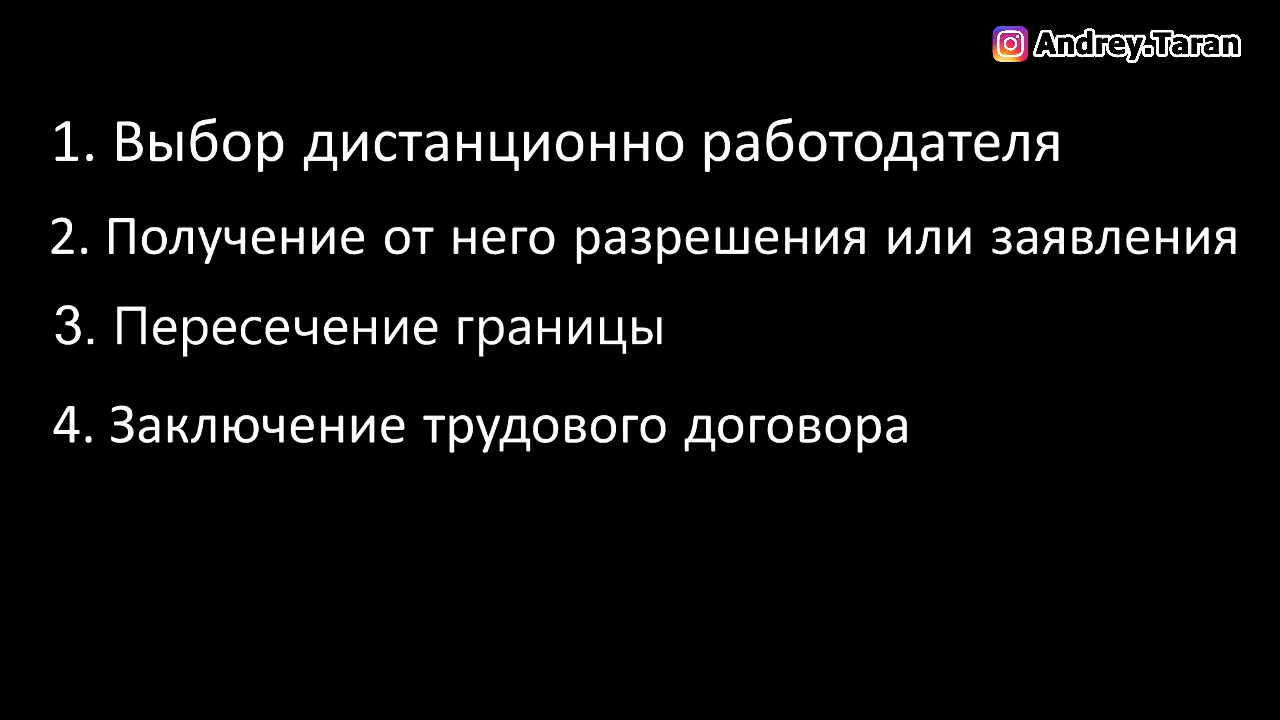 Andrey.Taran
1. Выбор дистанционно работодателя
2. Получение от него разрешения или заявления
3. Пересечение границы
4. Заключение трудового договора